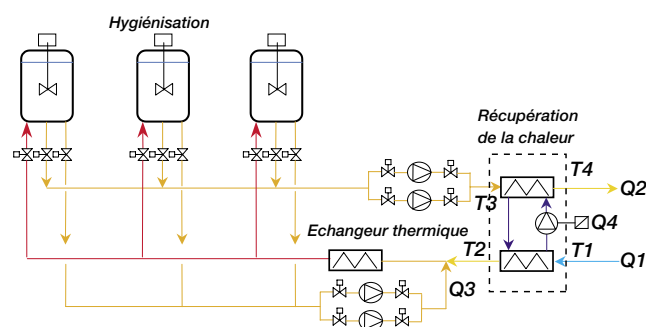 Hygiénisation
Récupération
de la chaleur
T4
Q2
T3
Q4
Echangeur thermique
T2
T1
Q1
Q3